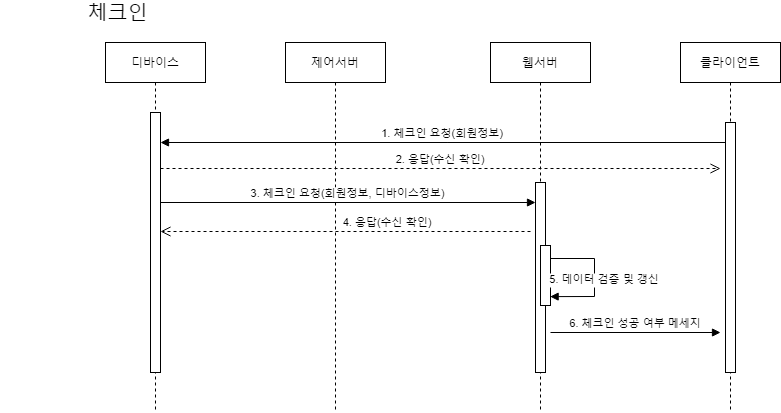 체크인
디바이스
제어서버
웹서버
클라이언트
1. 체크인 요청(회원정보)
2. 응답(수신 확인)
3. 체크인 요청(회원정보, 디바이스정보)
4. 응답(수신 확인)
5. 데이터 검증 및 갱신
6. 체크인 성공 여부 메세지